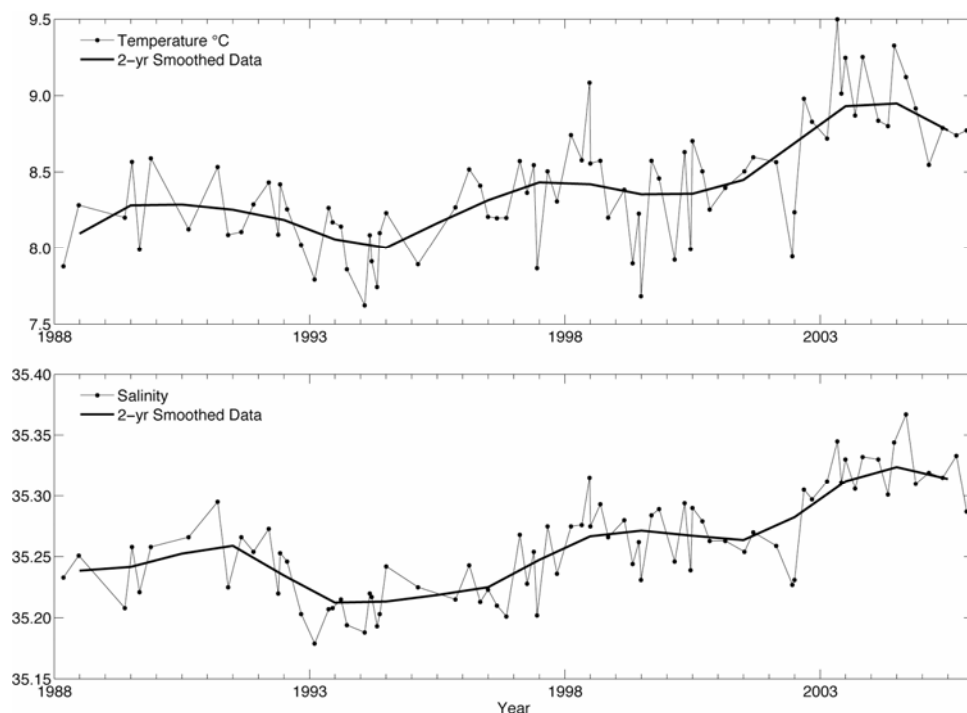 9.5
Temperature °C
2−yr Smoothed Data
9.0
8.5
8.0
7.5
1988 1993 1998 2003
35.40
Salinity
2−yr Smoothed Data
35.35
35.30
35.25
35.20
35.15
1988 1993 1998 2003
Year